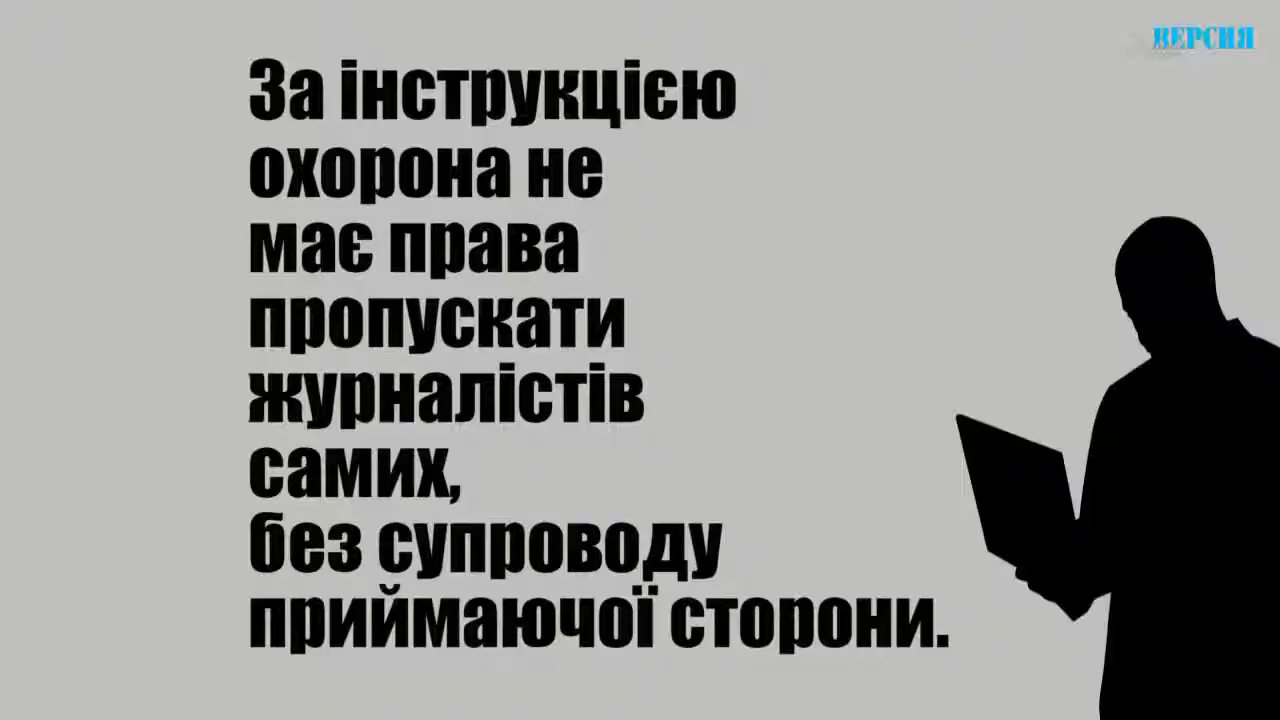 ВЕРСИЯ
За інструкцією
охорона не
має права
пропускати
журналістів
самих,
без супроводу
приймаючої сторони.